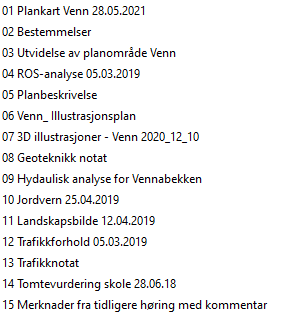 01 Plankart Venn 28.05.2021
02 Bestemmelser
03 Utvidelse av planområde Venn
04 ROS-analyse 05.03.2019
05 Planbeskrivelse
06 Venn_ Illustrasjonsplan
07 3D illustrasjoner - Venn 2020_12_10
08 Geoteknikk notat
09 Hydaulisk analyse for Vennabekken
10 Jordvern 25.04.2019
11 Landskapsbilde 12.04.2019
12 Trafikkforhold 05.03.2019
13 Trafikknotat
14 Tomtevurdering skole 28.06.18
15 Merknader fra tidligere høring med kommentar